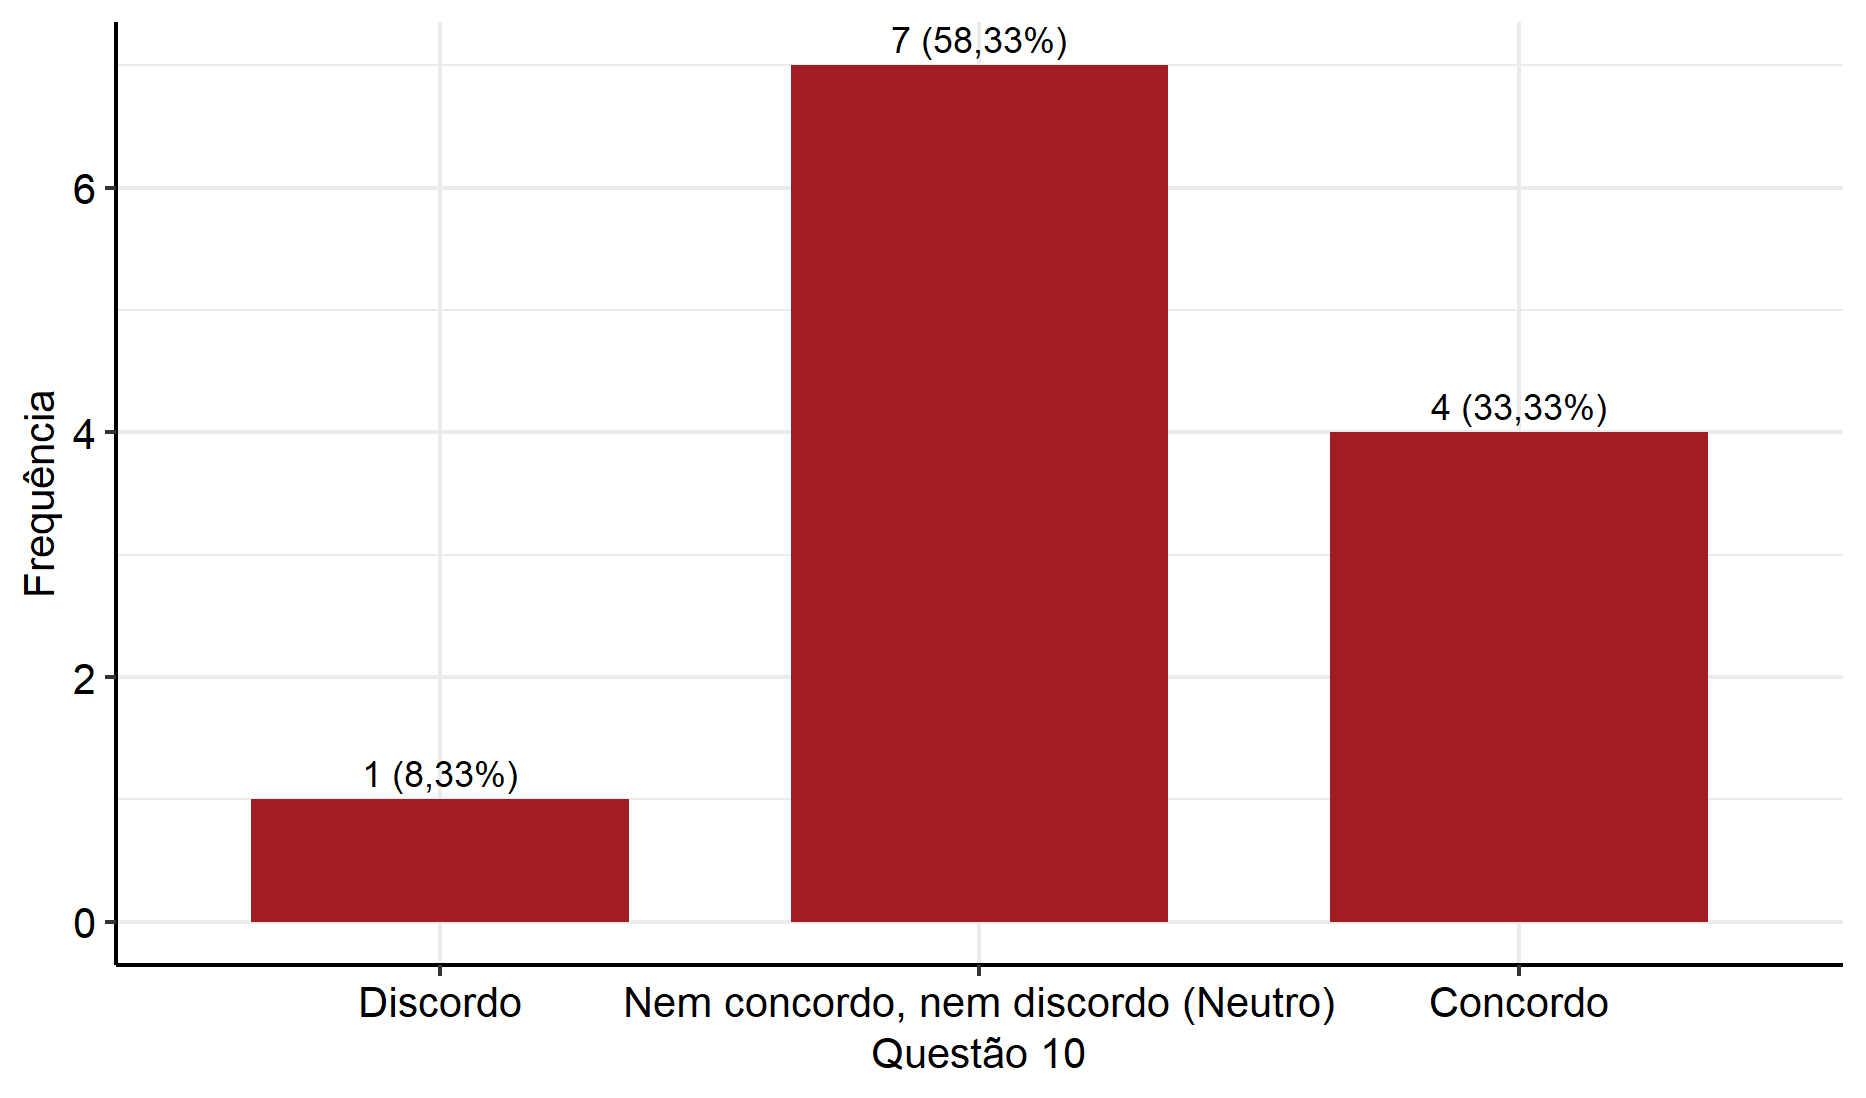 7 (58,33%)
6
4 (33,33%)
4
Frequência
2
1 (8,33%)
0
Discordo
Nem concordo, nem discordo (Neutro)
Concordo
Questão 10